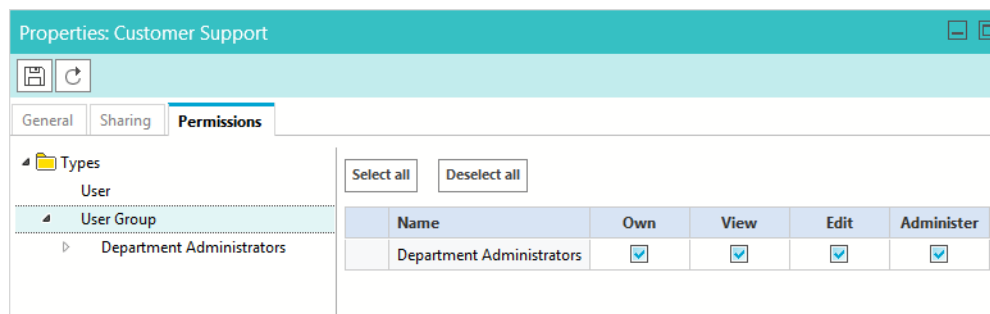 Properties: Customer Support
General Sharing Permissions
Types
User
User Group
Department Administrators
Select all Deselect all
Name Own View Edit Administer
Department Administrators